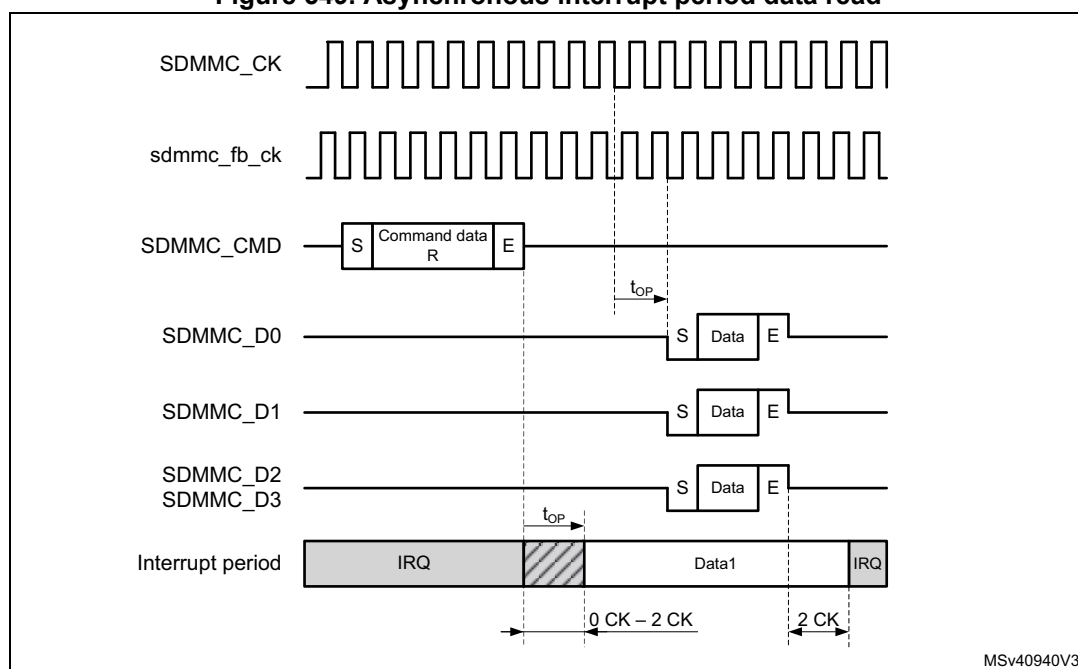 Figure 640. Asynchronous interrupt period data read
SDMMC_CK
sdmmc_fb_ck
SDMMC_CMD
S
Command data
R
E
tOP
SDMMC_D0
S
Data
E
SDMMC_D1
S
Data
E
SDMMC_D2
SDMMC_D3
S
Data
E
tOP
Interrupt period
IRQ
Data1
IRQ
0 CK – 2 CK
2 CK
MSv40940V3